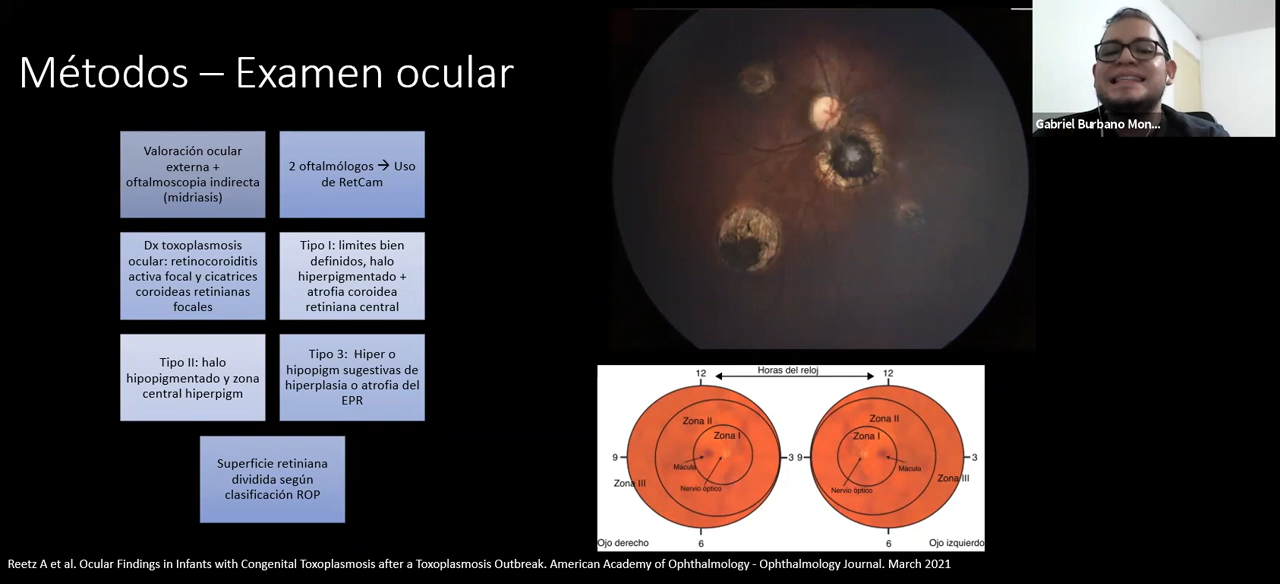 Métodos – Examen ocular
Valoración ocular
externa +
oftalmoscopia indirecta
(midriasis)
2 oftalmólogos → Uso
de RetCam
Dx toxoplasmosis
ocular: retinocoroiditis
activa focal y cicatrices
coroideas retinianas
focales
Tipo I: limites bien
definidos, halo
hiperpigmentado +
atrofia coroidea
retiniana central
Tipo II: halo
hipopigmentado y zona
central hiperpigm
Tipo 3: Hiper o
hipopigm sugestivas de
hiperplasia o atrofia del
EPR
Superficie retiniana
dividida según
clasificación ROP
Gabriel Burbano Mon...
Horas del reloj
12
12
Zona II
Zona II
Zona I
Zona I
9
3
9
3
Mácula
Mácula
Zona III
Zona III
Nervio óptico
Nervio óptico
Ojo derecho
6
6
Ojo izquierdo
Reetz A et al. Ocular Findings in Infants with Congenital Toxoplasmosis after a Toxoplasmosis Outbreak. American Academy of Ophthalmology - Ophthalmology Journal. March 2021